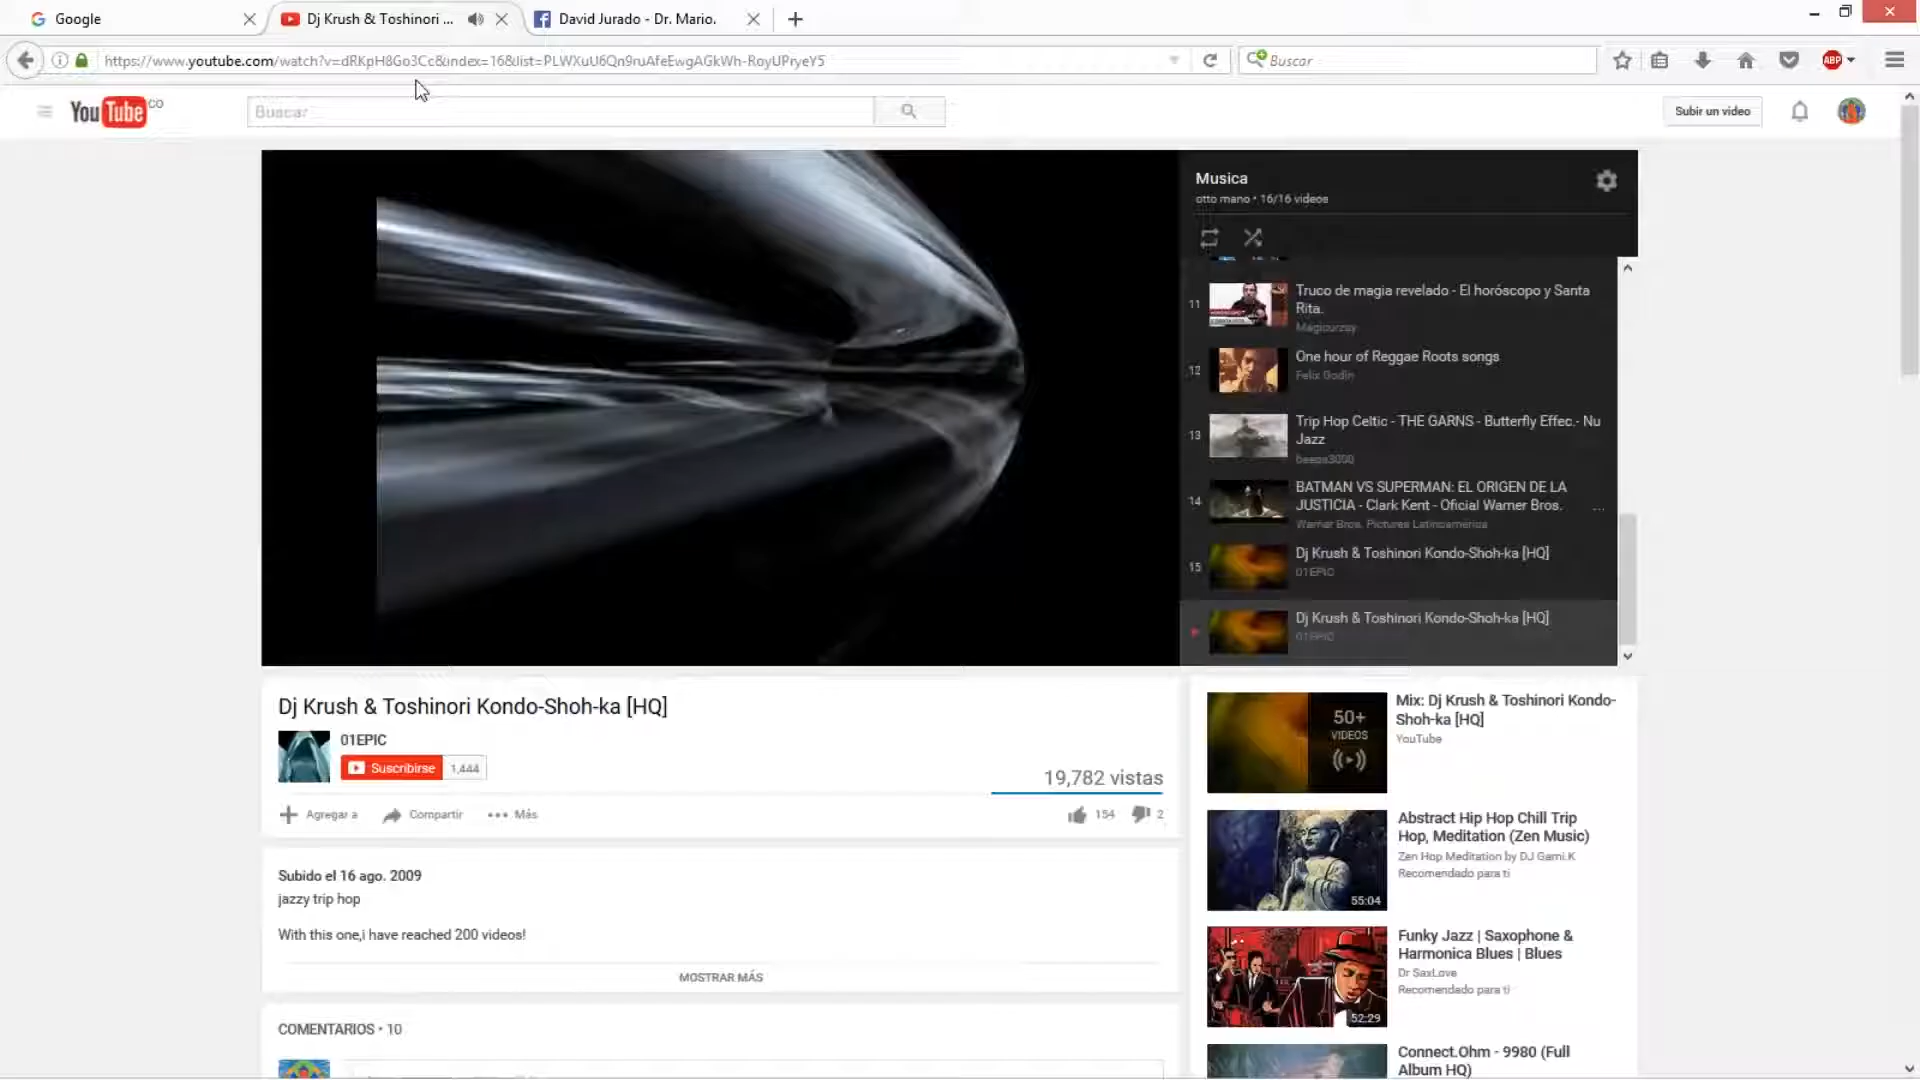 Google
Dj Krush & Toshinori ...
David Jurado - Dr. Mario.
https://www.youtube.com/watch?v=dRKpH8Go3Cc&index=16&list=PLWXuU6Qn9ruAfeEwgAGkWh-RoyUPryeY5
Buscar
ABP
YouTube CO
Buscar
Subir un video
Musica
otto mano • 16/16 videos
11
Truco de magia revelado - El horóscopo y Santa
Rita.
12
One hour of Reggae Roots songs
Felix Godin
13
Trip Hop Celtic - THE GARNS - Butterfly Effec.- Nu
Jazz
beeps3000
14
BATMAN VS SUPERMAN: EL ORIGEN DE LA
JUSTICIA - Clark Kent - Oficial Warner Bros. ...
Warner Bros. Pictures Latinoamérica
15
Dj Krush & Toshinori Kondo-Shoh-ka [HQ]
01EPIC
Dj Krush & Toshinori Kondo-Shoh-ka [HQ]
01EPIC
Dj Krush & Toshinori Kondo-Shoh-ka [HQ]
01EPIC
Suscribirse 1,444
19,782 vistas
Agregar a Compartir Más
154 2
Subido el 16 ago. 2009
jazzy trip hop
With this one,i have reached 200 videos!
MOSTRAR MÁS
COMENTARIOS • 10
50+
VIDEOS
Mix: Dj Krush & Toshinori Kondo-
Shoh-ka [HQ]
YouTube
55:04
Abstract Hip Hop Chill Trip
Hop, Meditation (Zen Music)
Zen Hop Meditation by DJ Gami.K
Recomendado para ti
52:29
Funky Jazz | Saxophone &
Harmonica Blues | Blues
Dr SaxLove
Recomendado para ti
Connect.Ohm - 9980 (Full
Album HQ)